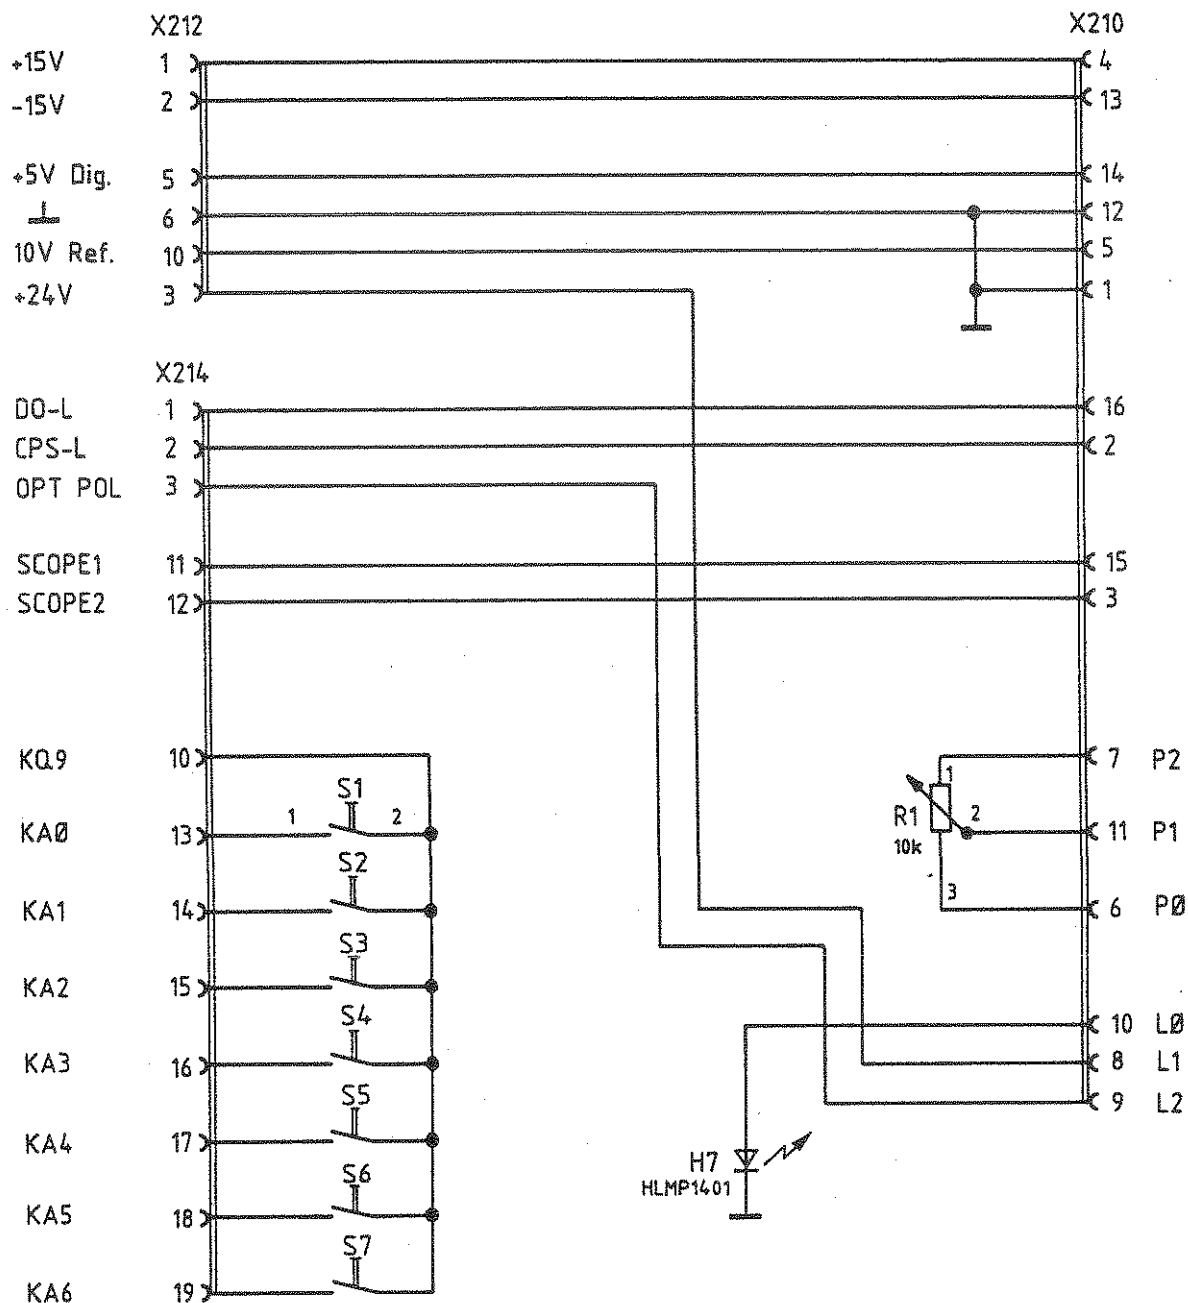 X212 X210
+15V 1 4
-15V 2 13
+5V Dig. 5 14
6 12
10V Ref. 10 5
+24V 3 1
X214
DO-L 1 16
CPS-L 2 2
OPT POL 3
SCOPE1 11 15
SCOPE2 12 3
KQ9 10 7 P2
S1 1
KAØ 13 1 2 R1 2 11 P1
10k
S2
KA1 14 3 6 PØ
S3
KA2 15
S4 10 LØ
KA3 16 8 L1
S5 9 L2
KA4 17
S6 H7
HLMP1401
KA5 18
S7
KA6 19